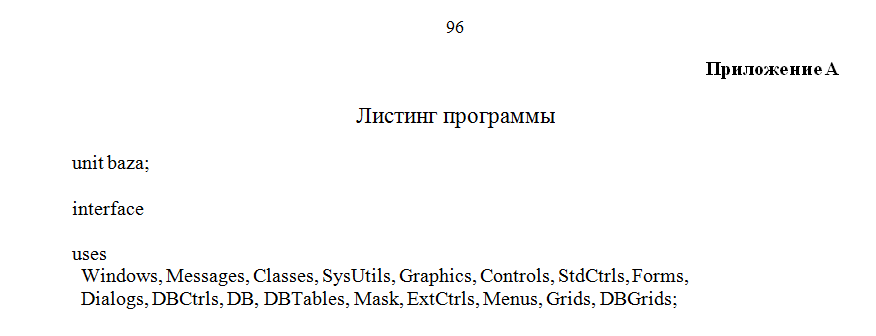 96
Приложение А
Листинг программы
unit baza;
interface
uses
Windows, Messages, Classes, SysUtils, Graphics, Controls, StdCtrls, Forms,
Dialogs, DBCtrls, DB, DBTables, Mask, ExtCtrls, Menus, Grids, DBGrids;